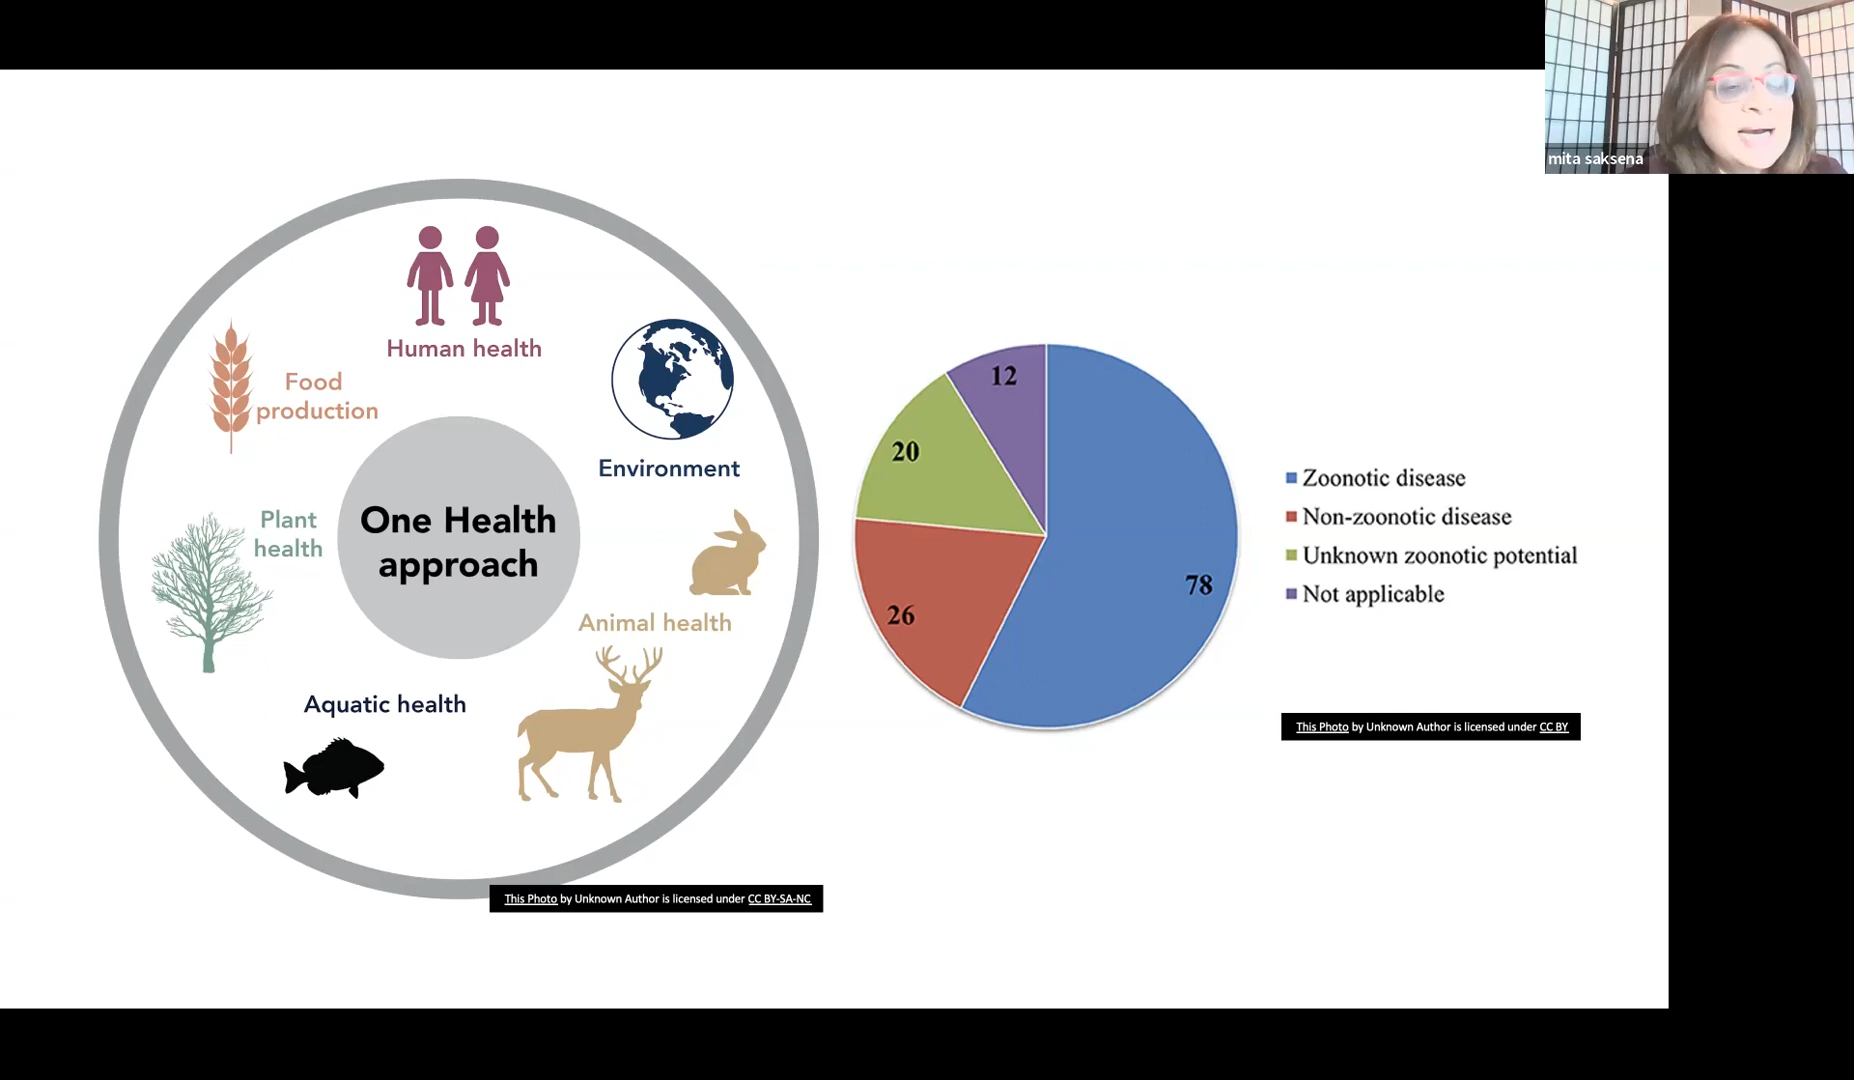 mita saksena
Human health
Food
production
Environment
One Health
approach
Plant
health
Animal health
Aquatic health
This Photo by Unknown Author is licensed under CC BY-SA-NC
12
20
26
78
Zoonotic disease
Non-zoonotic disease
Unknown zoonotic potential
Not applicable
This Photo by Unknown Author is licensed under CC BY